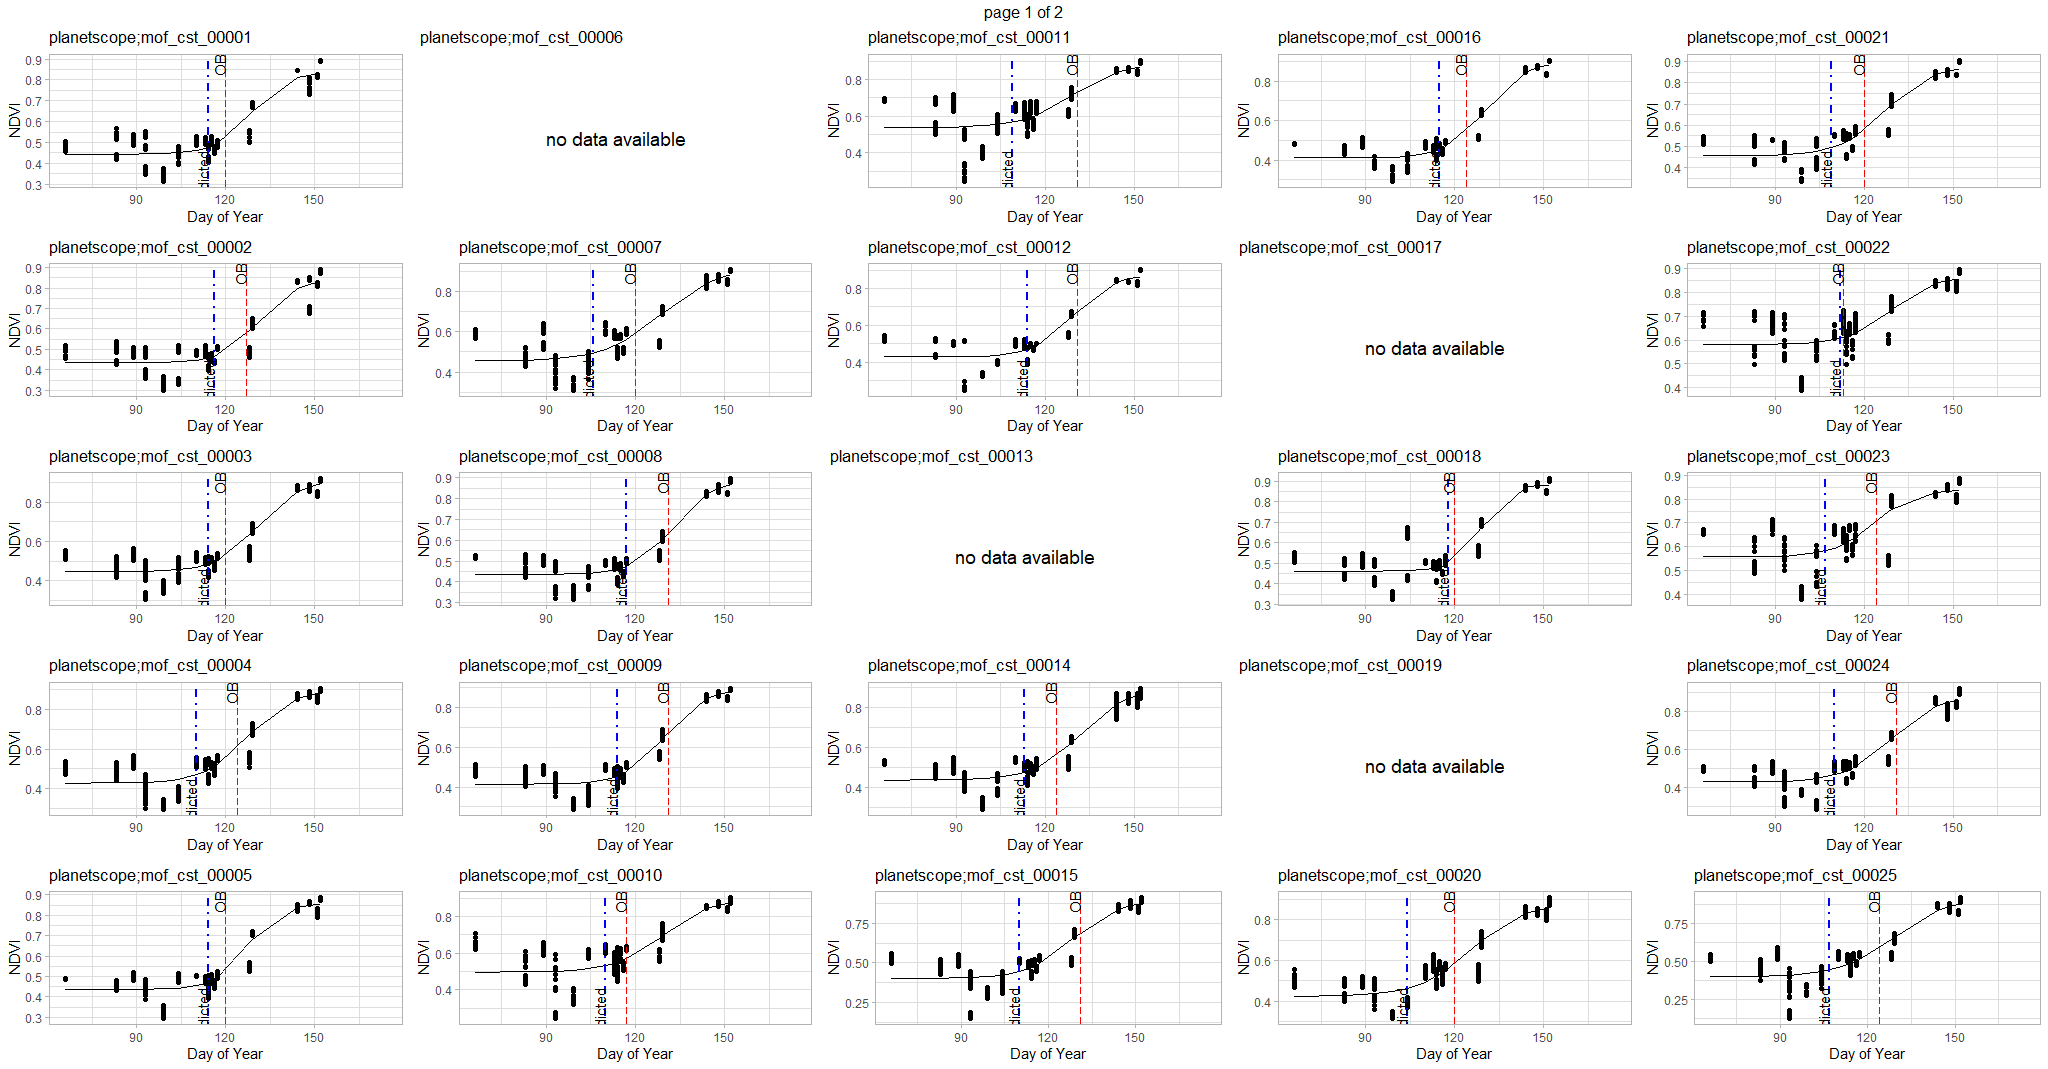 page 1 of 2
planetscope;mof_cst_00001
NDVI
0.9
0.8
0.7
0.6
0.5
0.4
0.3
OB
dicted
90
120
150
Day of Year
planetscope;mof_cst_00006
no data available
planetscope;mof_cst_00011
NDVI
0.8
0.6
0.4
OB
dicted
90
120
150
Day of Year
planetscope;mof_cst_00016
NDVI
0.8
0.6
0.4
OB
dicted
90
120
150
Day of Year
planetscope;mof_cst_00021
NDVI
0.9
0.8
0.7
0.6
0.5
0.4
OB
dicted
90
120
150
Day of Year
planetscope;mof_cst_00002
NDVI
0.9
0.8
0.7
0.6
0.5
0.4
0.3
OB
dicted
90
120
150
Day of Year
planetscope;mof_cst_00007
NDVI
0.8
0.6
0.4
OB
dicted
90
120
150
Day of Year
planetscope;mof_cst_00012
NDVI
0.8
0.6
0.4
OB
dicted
90
120
150
Day of Year
planetscope;mof_cst_00017
no data available
planetscope;mof_cst_00022
NDVI
0.9
0.8
0.7
0.6
0.5
0.4
OB
dicted
90
120
150
Day of Year
planetscope;mof_cst_00003
NDVI
0.8
0.6
0.4
OB
dicted
90
120
150
Day of Year
planetscope;mof_cst_00008
NDVI
0.9
0.8
0.7
0.6
0.5
0.4
0.3
OB
dicted
90
120
150
Day of Year
planetscope;mof_cst_00013
no data available
planetscope;mof_cst_00018
NDVI
0.9
0.8
0.7
0.6
0.5
0.4
0.3
OB
dicted
90
120
150
Day of Year
planetscope;mof_cst_00023
NDVI
0.9
0.8
0.7
0.6
0.5
0.4
OB
dicted
90
120
150
Day of Year
planetscope;mof_cst_00004
NDVI
0.8
0.6
0.4
OB
dicted
90
120
150
Day of Year
planetscope;mof_cst_00009
NDVI
0.8
0.6
0.4
OB
dicted
90
120
150
Day of Year
planetscope;mof_cst_00014
NDVI
0.8
0.6
0.4
OB
dicted
90
120
150
Day of Year
planetscope;mof_cst_00019
no data available
planetscope;mof_cst_00024
NDVI
0.8
0.6
0.4
OB
dicted
90
120
150
Day of Year
planetscope;mof_cst_00005
NDVI
0.9
0.8
0.7
0.6
0.5
0.4
0.3
OB
dicted
90
120
150
Day of Year
planetscope;mof_cst_00010
NDVI
0.8
0.6
0.4
OB
dicted
90
120
150
Day of Year
planetscope;mof_cst_00015
NDVI
0.75
0.50
0.25
OB
dicted
90
120
150
Day of Year
planetscope;mof_cst_00020
NDVI
0.8
0.6
0.4
OB
dicted
90
120
150
Day of Year
planetscope;mof_cst_00025
NDVI
0.75
0.50
0.25
OB
dicted
90
120
150
Day of Year